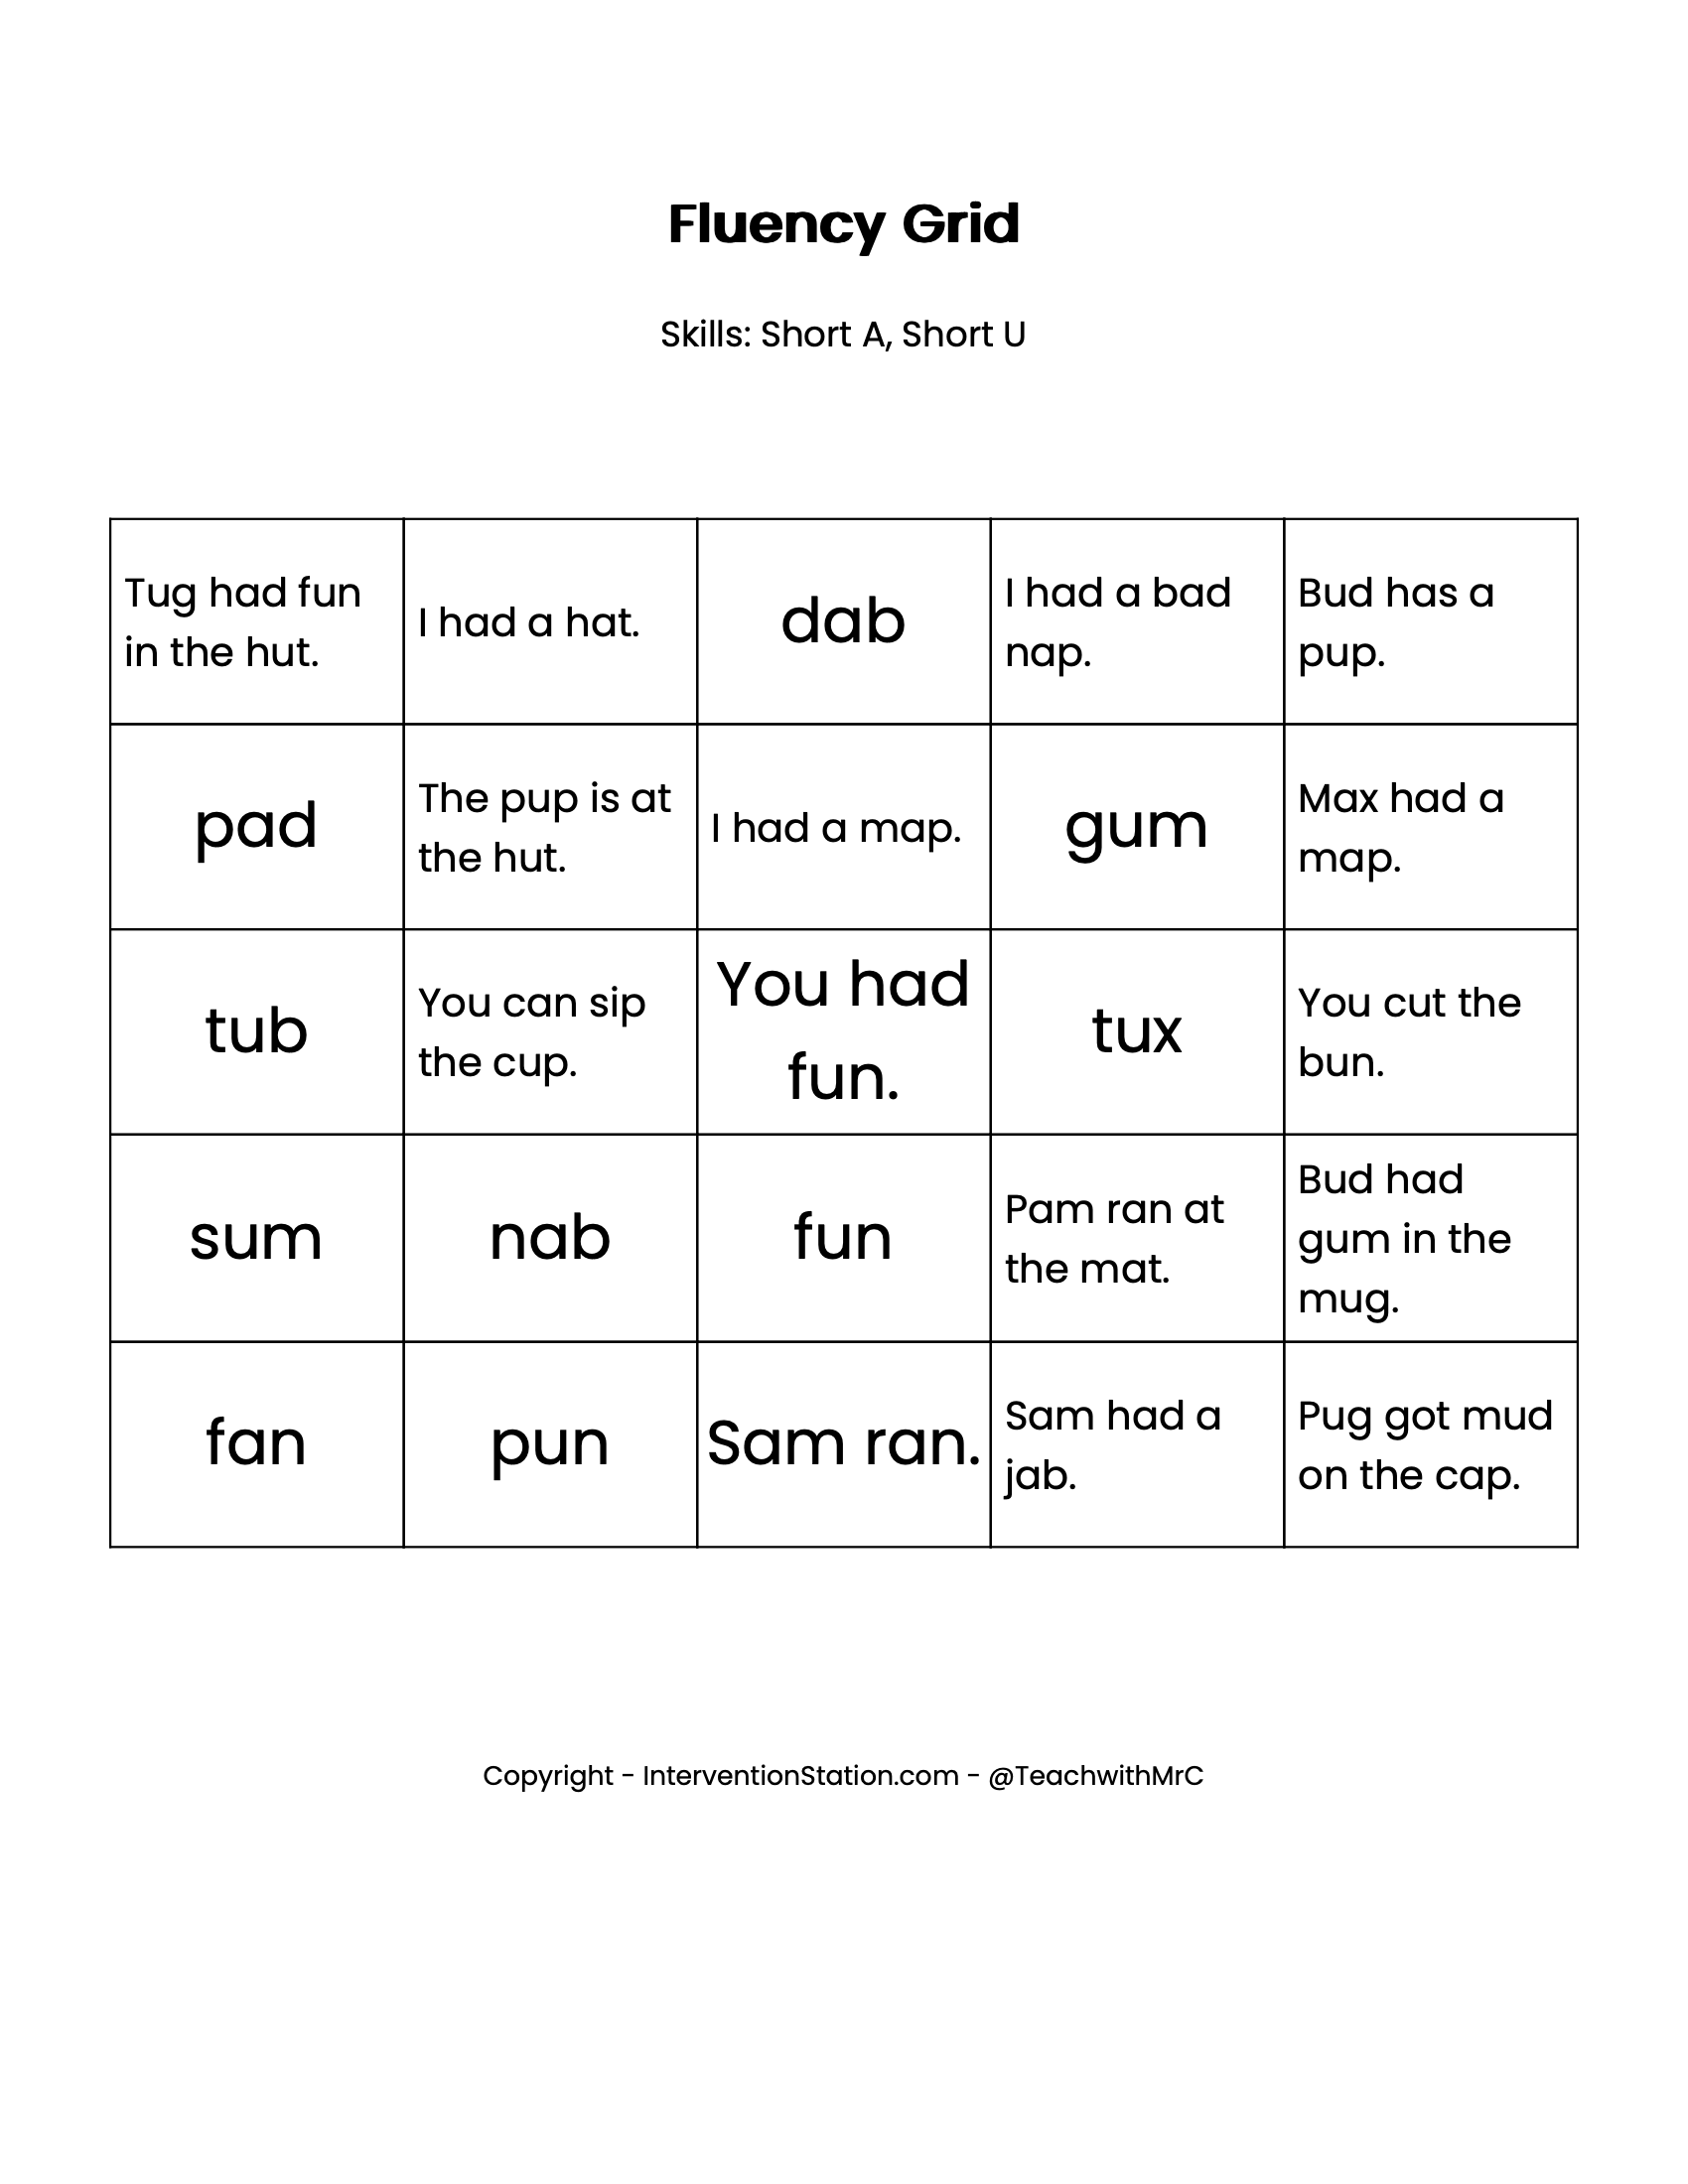 Fluency Grid
Skills: Short A, Short U
Tug had fun
in the hut.
I had a hat.
dab
I had a bad
nap.
Bud has a
pup.
pad
The pup is at
the hut.
I had a map.
gum
Max had a
map.
tub
You can sip
the cup.
You had
fun.
tux
You cut the
bun.
sum
nab
fun
Pam ran at
the mat.
Bud had
gum in the
mug.
fan
pun
Sam ran.
Sam had a
jab.
Pug got mud
on the cap.
Copyright - InterventionStation.com - @TeachwithMrC